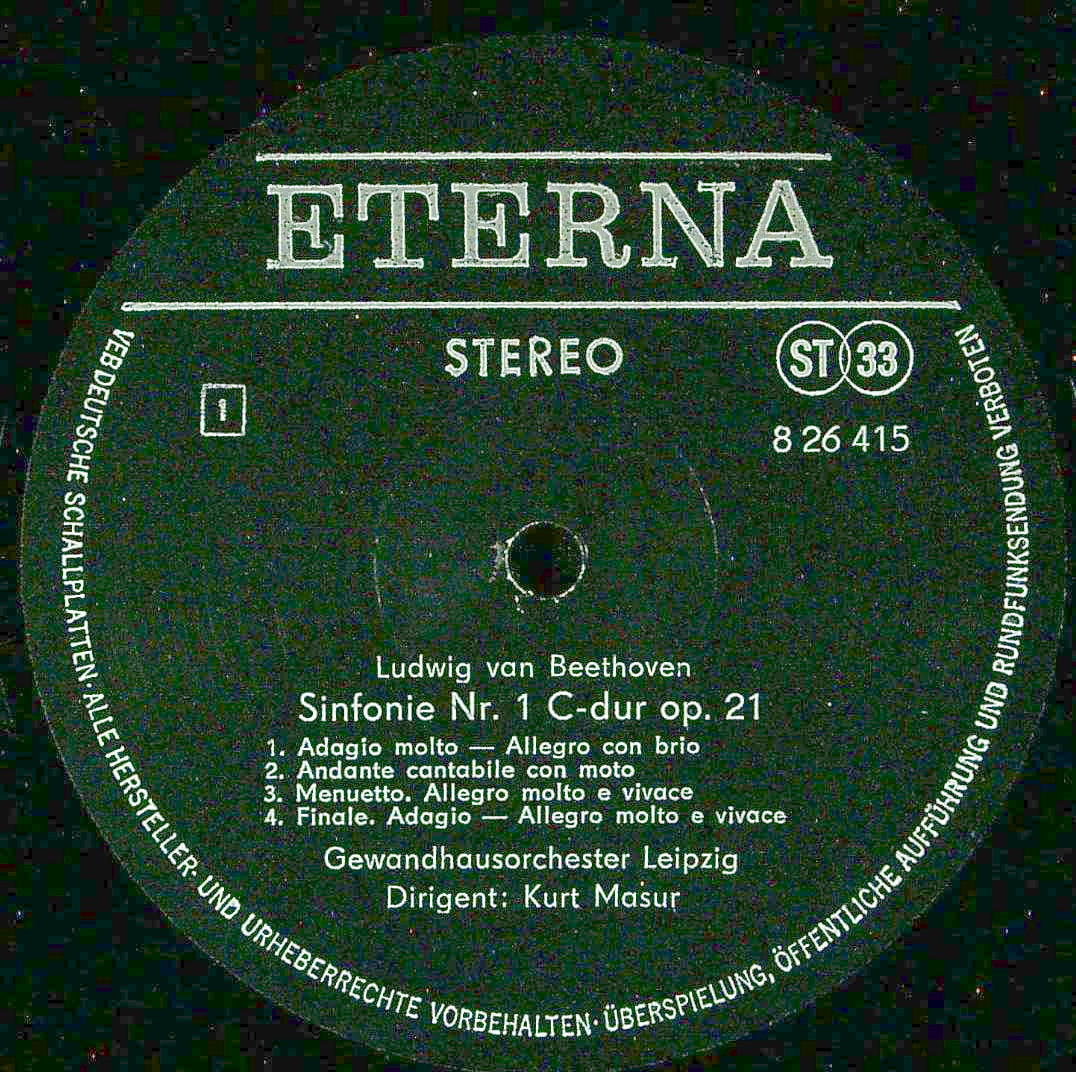 ETERNA
STEREO
ST 33
1
8 26 415
Ludwig van Beethoven
Sinfonie Nr. 1 C-dur op. 21
1. Adagio molto — Allegro con brio
2. Andante cantabile con moto
3. Menuetto. Allegro molto e vivace
4. Finale. Adagio — Allegro molto e vivace
Gewandhausorchester Leipzig
Dirigent: Kurt Masur
VEB DEUTSCHE SCHALLPLATTEN · ALLE HERSTELLER- UND URHEBERRECHTE VORBEHALTEN · ÜBERSPIELUNG, ÖFFENTLICHE AUFFÜHRUNG UND RUNDFUNKSENDUNG VERBOTEN